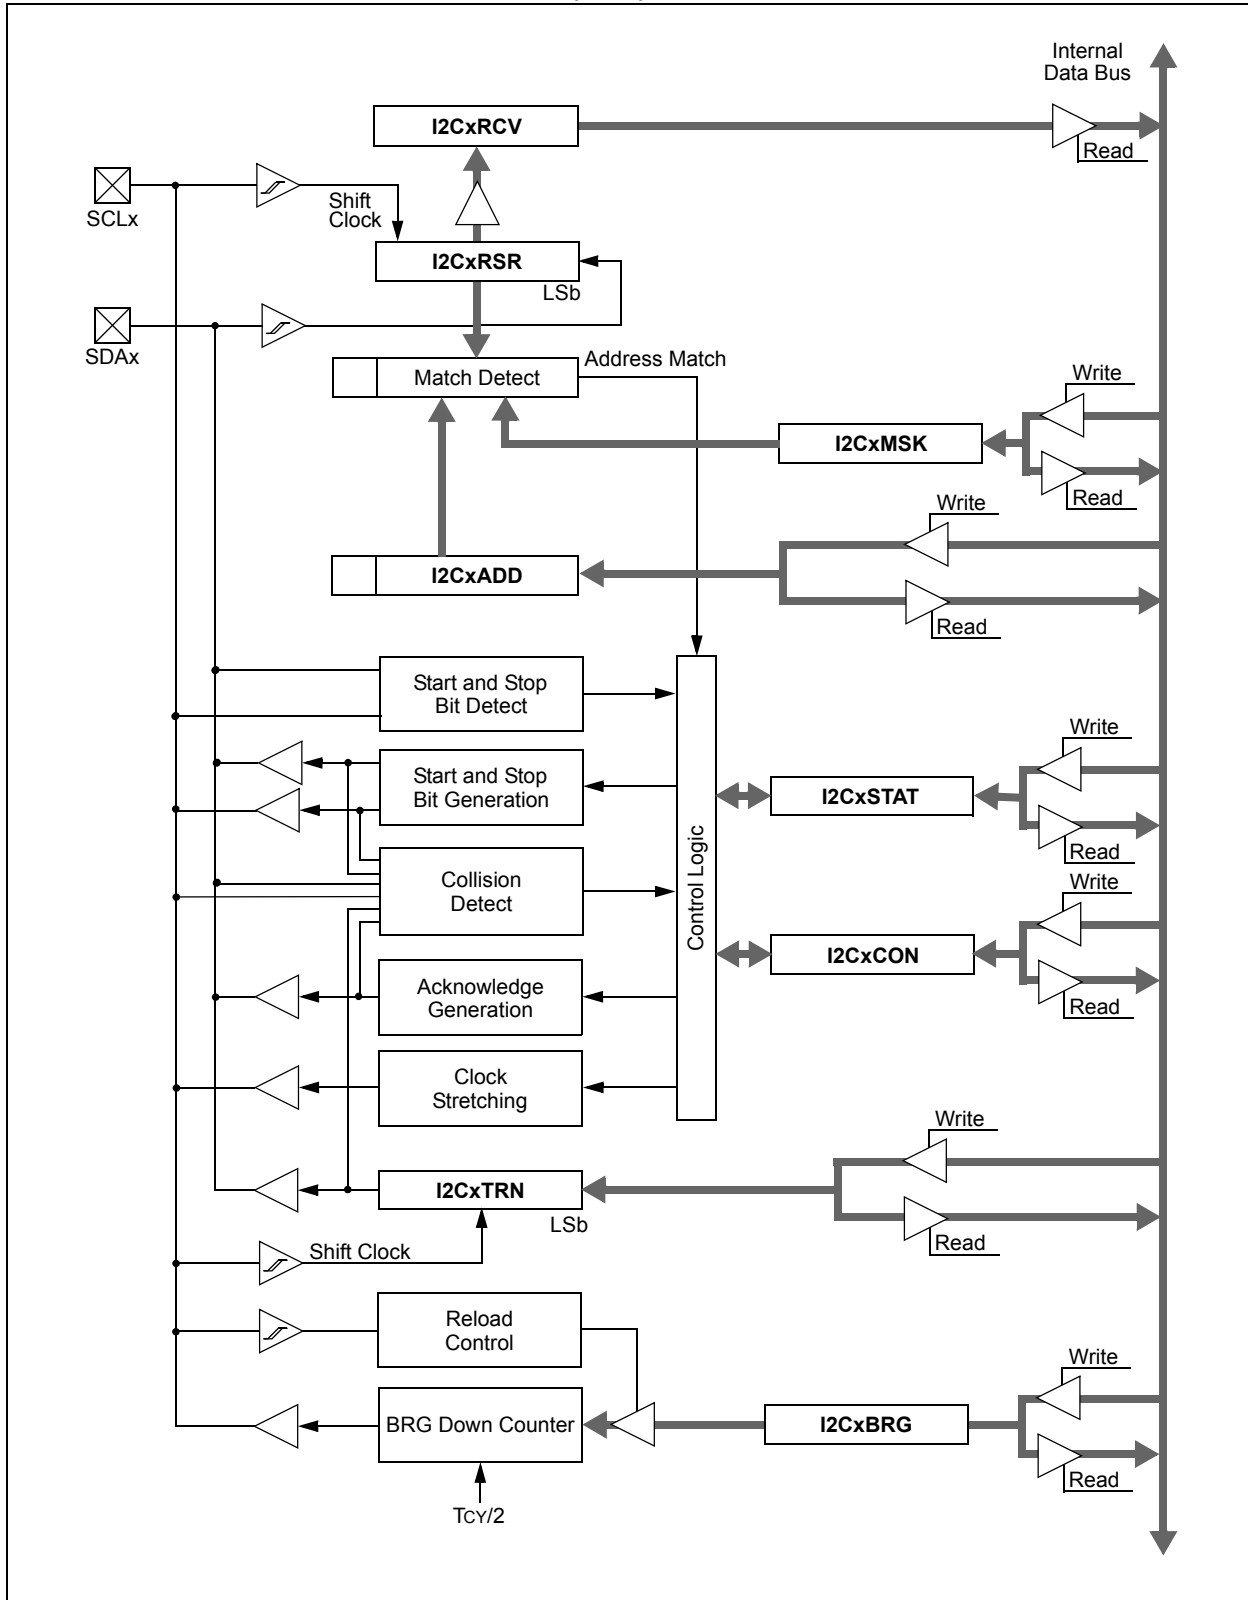 Internal
Data Bus
I2CxRCV
Read
SCLx
Shift
Clock
I2CxRSR
LSb
SDAx
Address Match
Match Detect
Write
I2CxMSK
Read
Write
I2CxADD
Read
Start and Stop
Bit Detect
Write
Start and Stop
Bit Generation
I2CxSTAT
Read
Control Logic
Collision
Detect
Write
I2CxCON
Read
Acknowledge
Generation
Clock
Stretching
Write
I2CxTRN
LSb
Read
Shift Clock
Reload
Control
Write
BRG Down Counter
I2CxBRG
Read
TCY/2